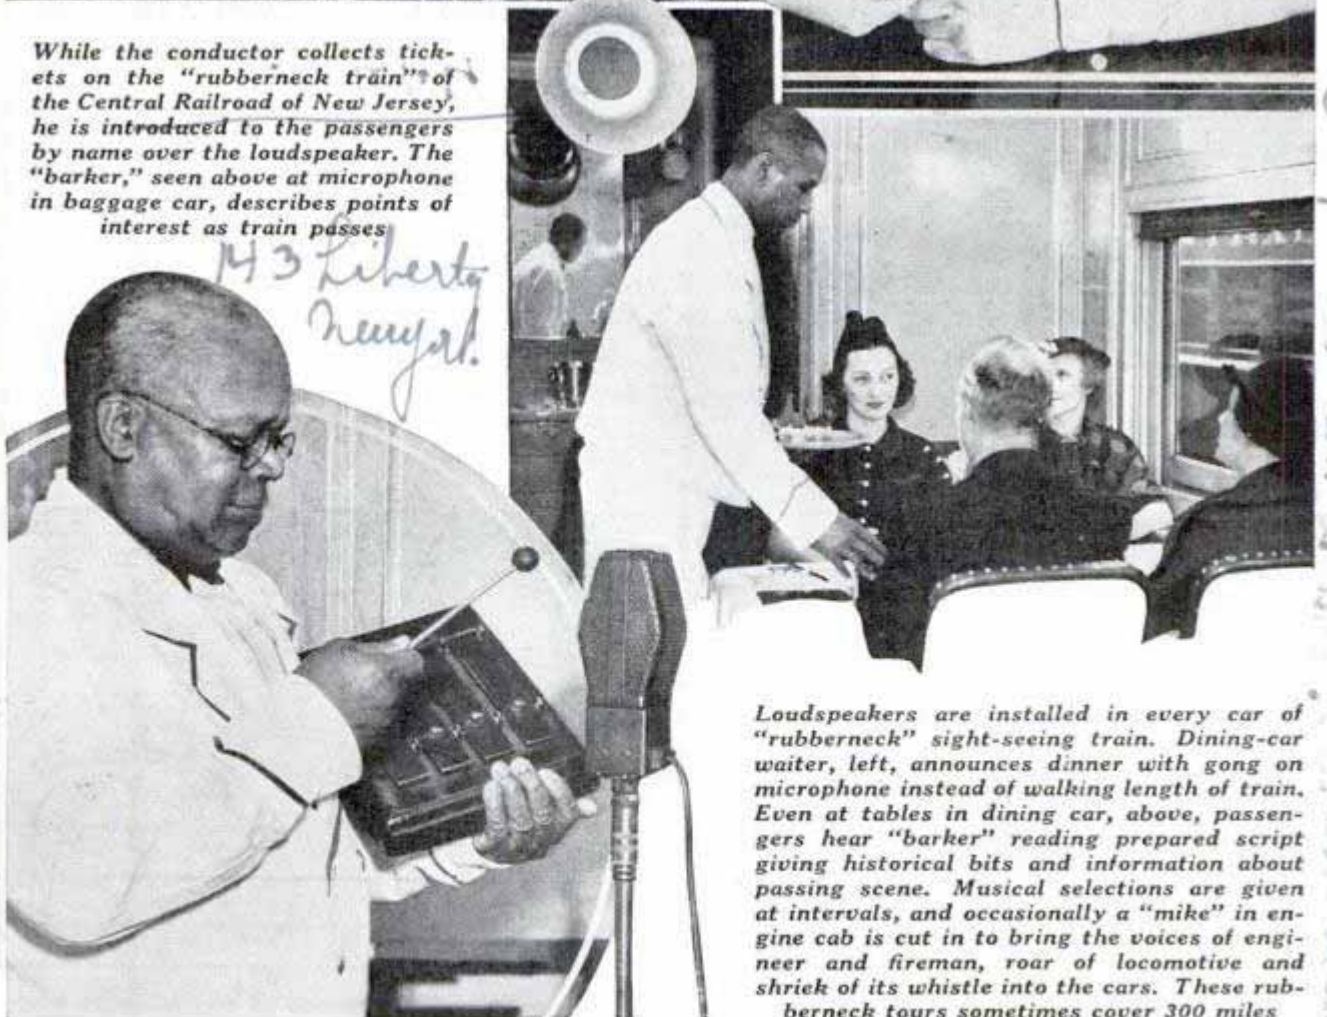 While the conductor collects tick-
ets on the “rubberneck train” of
the Central Railroad of New Jersey,
he is introduced to the passengers
by name over the loudspeaker. The
“barker,” seen above at microphone
in baggage car, describes points of
interest as train passes
143 Liberty
Newyork.
Loudspeakers are installed in every car of
“rubberneck” sight-seeing train. Dining-car
waiter, left, announces dinner with gong on
microphone instead of walking length of train.
Even at tables in dining car, above, passen-
gers hear “barker” reading prepared script
giving historical bits and information about
passing scene. Musical selections are given
at intervals, and occasionally a “mike” in en-
gine cab is cut in to bring the voices of engi-
neer and fireman, roar of locomotive and
shriek of its whistle into the cars. These rub-
berneck tours sometimes cover 300 miles